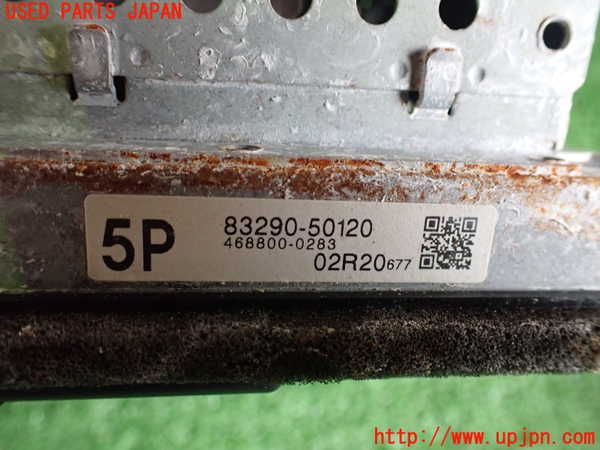 USED PARTS JAPAN
5P
83290-50120
468800-0283
02R20677
http://www.upjpn.com/